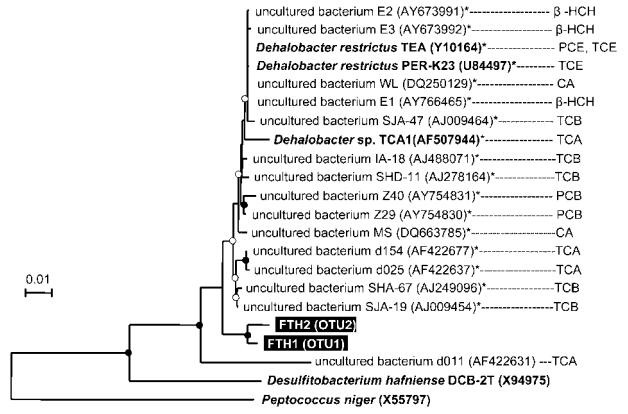 uncultured bacterium E2 (AY673991)*------------------- β -HCH
uncultured bacterium E3 (AY673992)*------------------ β-HCH
Dehalobacter restrictus TEA (Y10164)*--------------- PCE, TCE
Dehalobacter restrictus PER-K23 (U84497)*--------- TCE
uncultured bacterium WL (DQ250129)*----------------- CA
uncultured bacterium E1 (AY766465)*------------------ β-HCH
uncultured bacterium SJA-47 (AJ009464)*------------- TCB
Dehalobacter sp. TCA1(AF507944)*------------------TCA
uncultured bacterium IA-18 (AJ488071)*----------------TCB
uncultured bacterium SHD-11 (AJ278164)*--------------TCB
uncultured bacterium Z40 (AY754831)*----------------- PCB
uncultured bacterium Z29 (AY754830)*------------------PCB
uncultured bacterium MS (DQ663785)*------------------CA
uncultured bacterium d154 (AF422677)*----------------TCA
uncultured bacterium d025 (AF422637)*----------------TCA
uncultured bacterium SHA-67 (AJ249096)*-------------TCB
0.01
uncultured bacterium SJA-19 (AJ009454)*--------------TCB
FTH2 (OTU2)
FTH1 (OTU1)
uncultured bacterium d011 (AF422631) ---TCA
Desulfitobacterium hafniense DCB-2T (X94975)
Peptococcus niger (X55797)